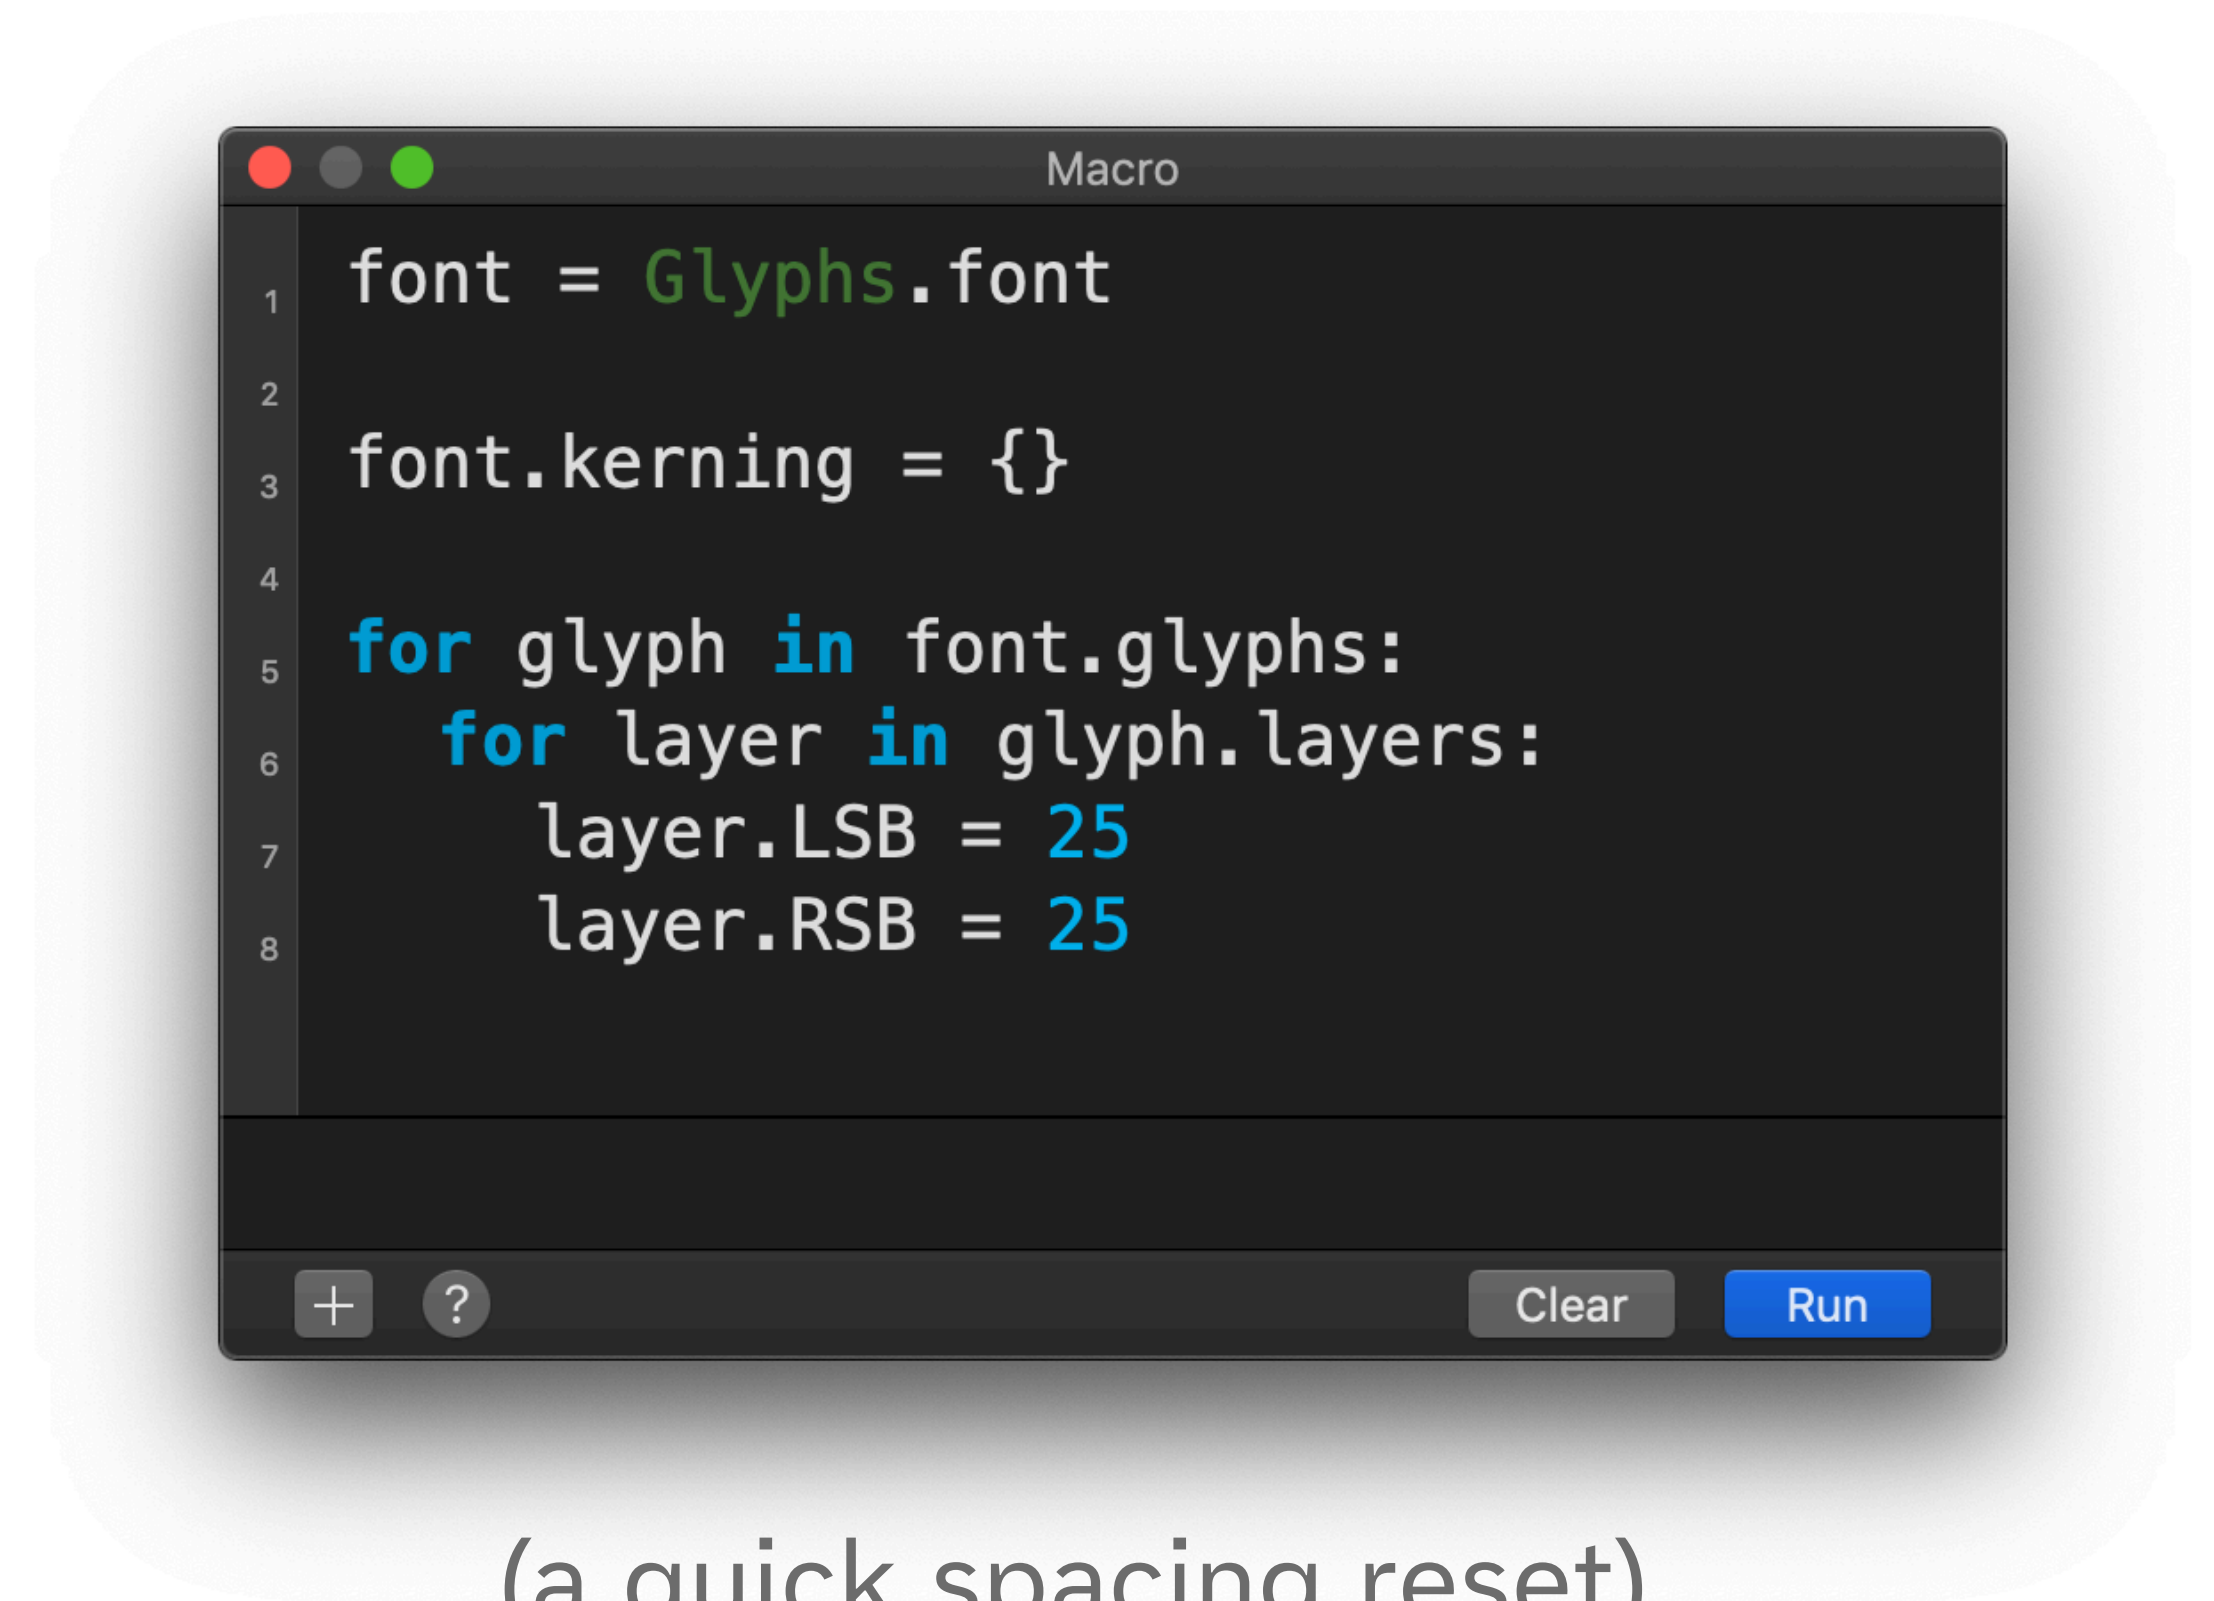 Macro
1 font = Glyphs.font
2
3 font.kerning = {}
4
5 for glyph in font.glyphs:
6   for layer in glyph.layers:
7     layer.LSB = 25
8     layer.RSB = 25
+ ? Clear Run
(a quick spacing reset)